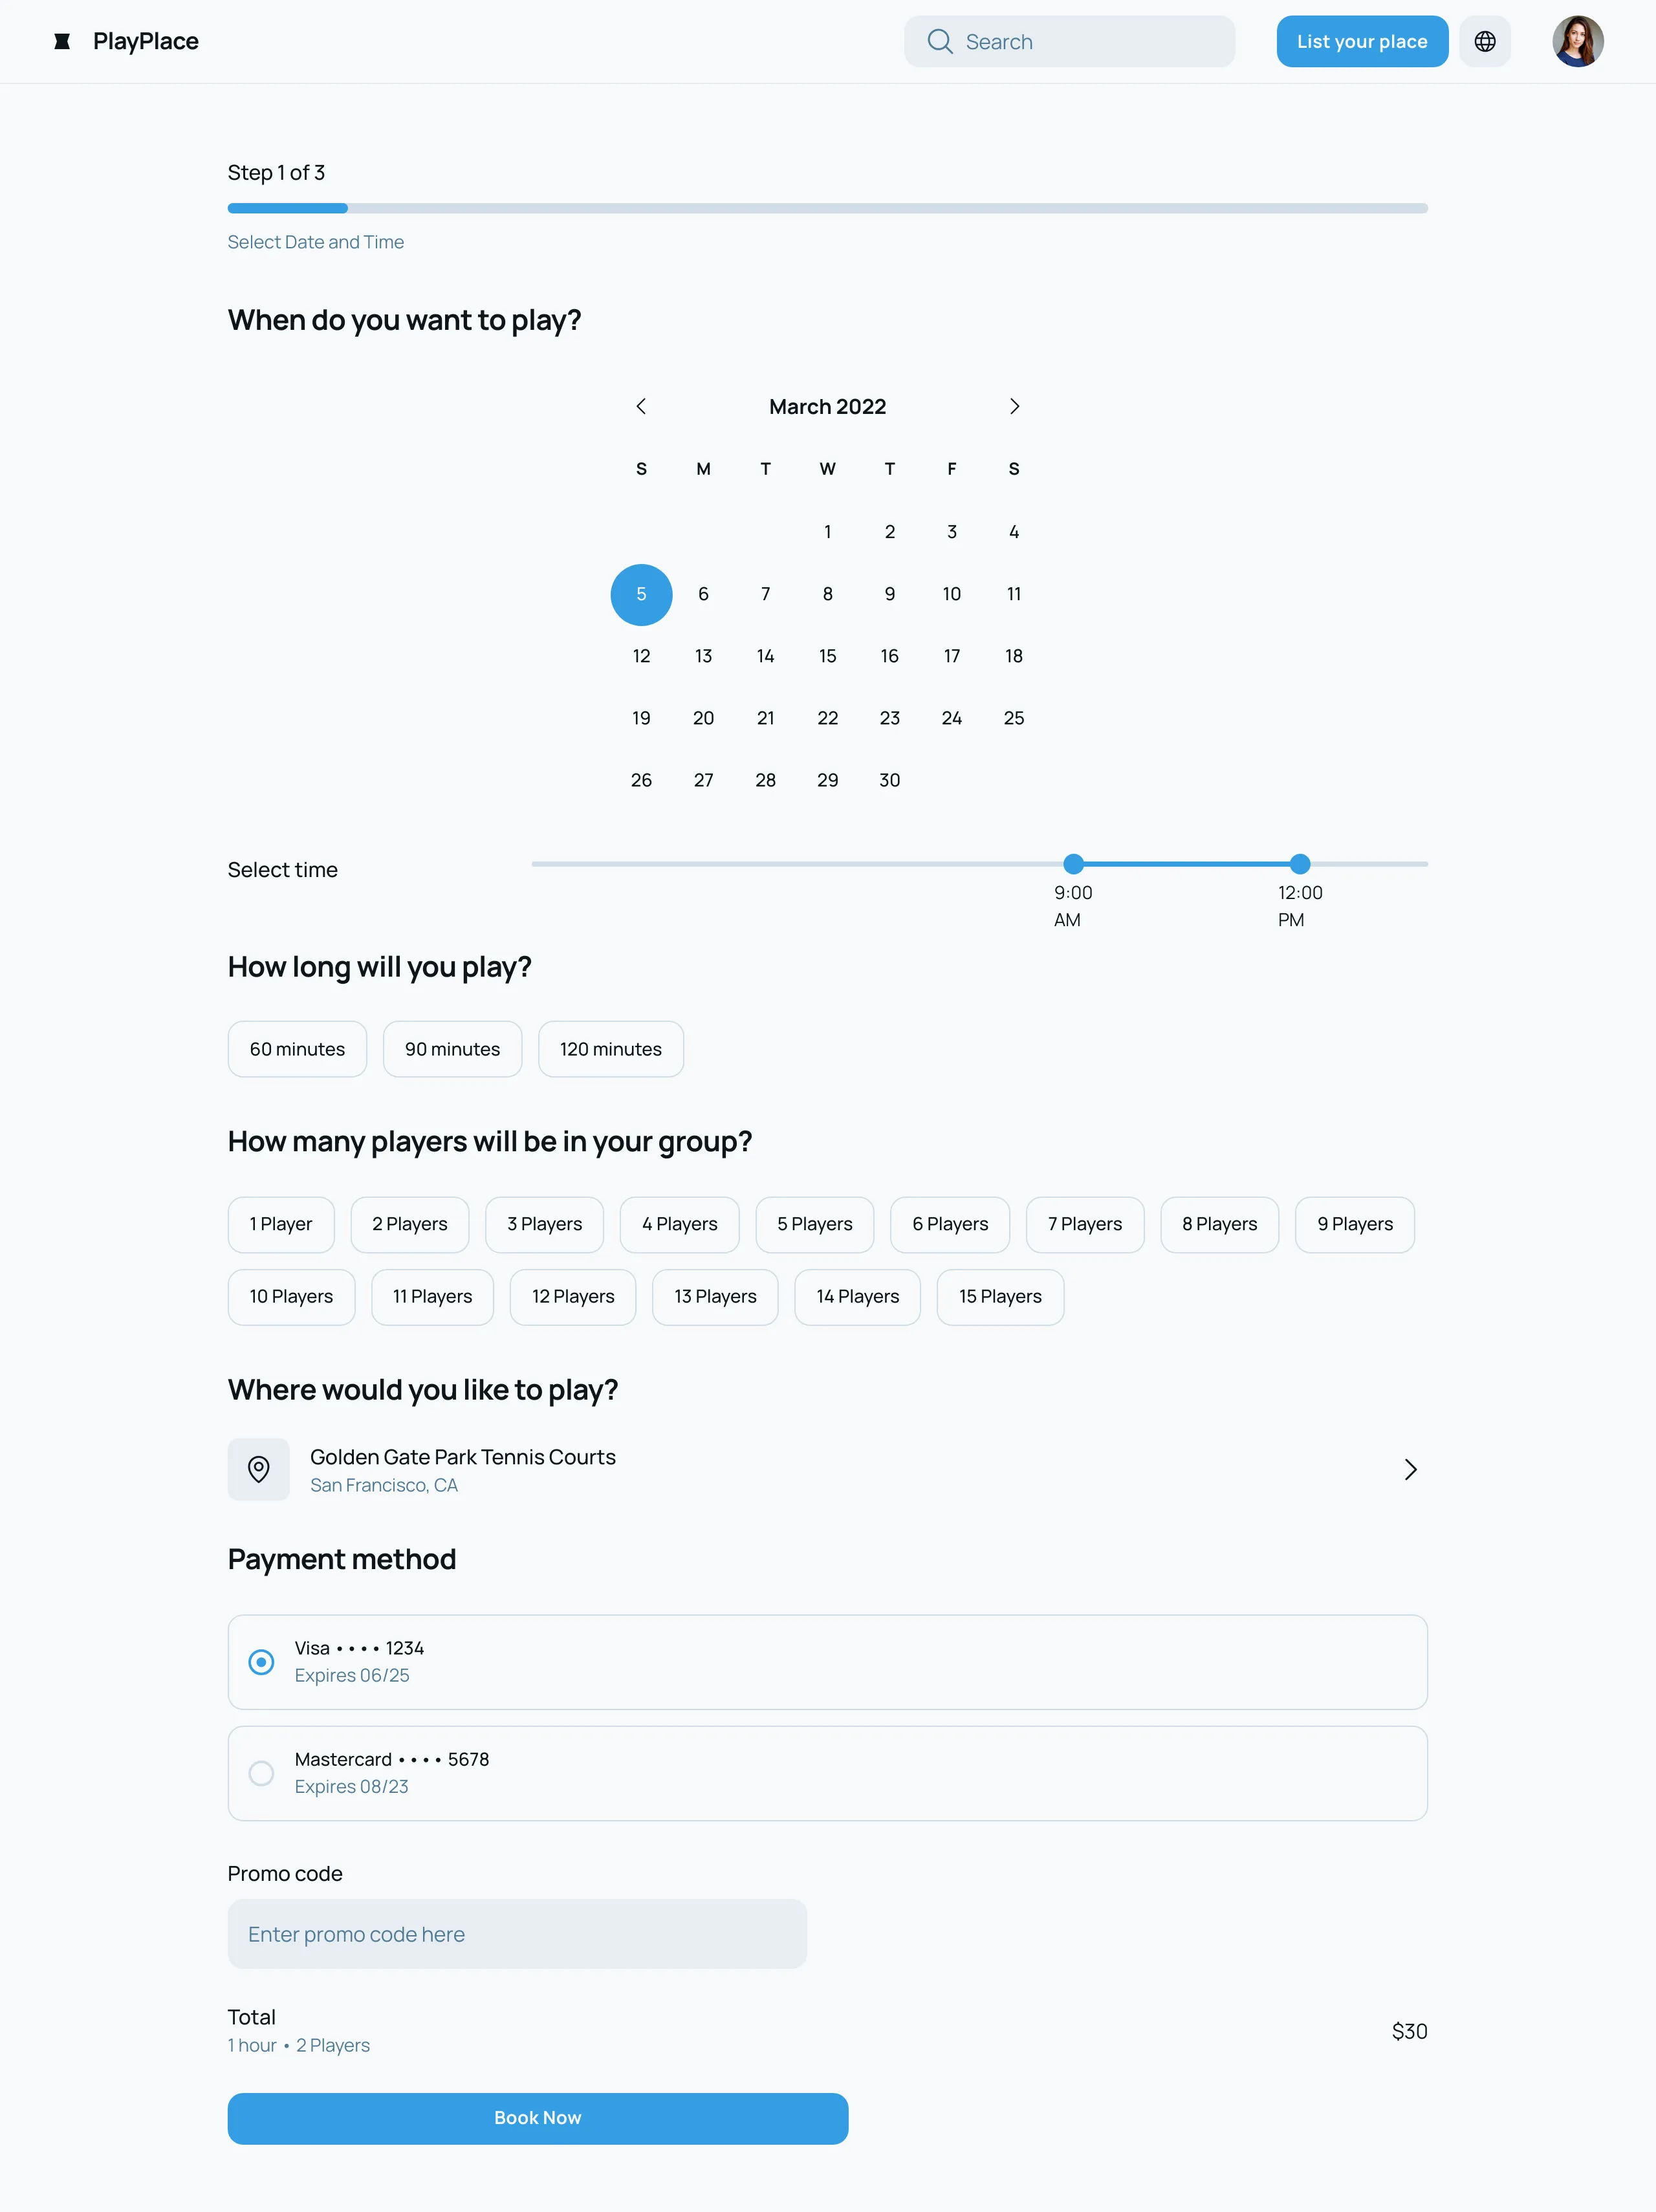 PlayPlace
Search
List your place
Step 1 of 3
Select Date and Time
When do you want to play?
March 2022
S M T W T F S
1 2 3 4
5 6 7 8 9 10 11
12 13 14 15 16 17 18
19 20 21 22 23 24 25
26 27 28 29 30
Select time
9:00 12:00
AM PM
How long will you play?
60 minutes 90 minutes 120 minutes
How many players will be in your group?
1 Player 2 Players 3 Players 4 Players 5 Players 6 Players 7 Players 8 Players 9 Players
10 Players 11 Players 12 Players 13 Players 14 Players 15 Players
Where would you like to play?
Golden Gate Park Tennis Courts
San Francisco, CA
Payment method
Visa • • • • 1234
Expires 06/25
Mastercard • • • • 5678
Expires 08/23
Promo code
Enter promo code here
Total
1 hour • 2 Players
$30
Book Now